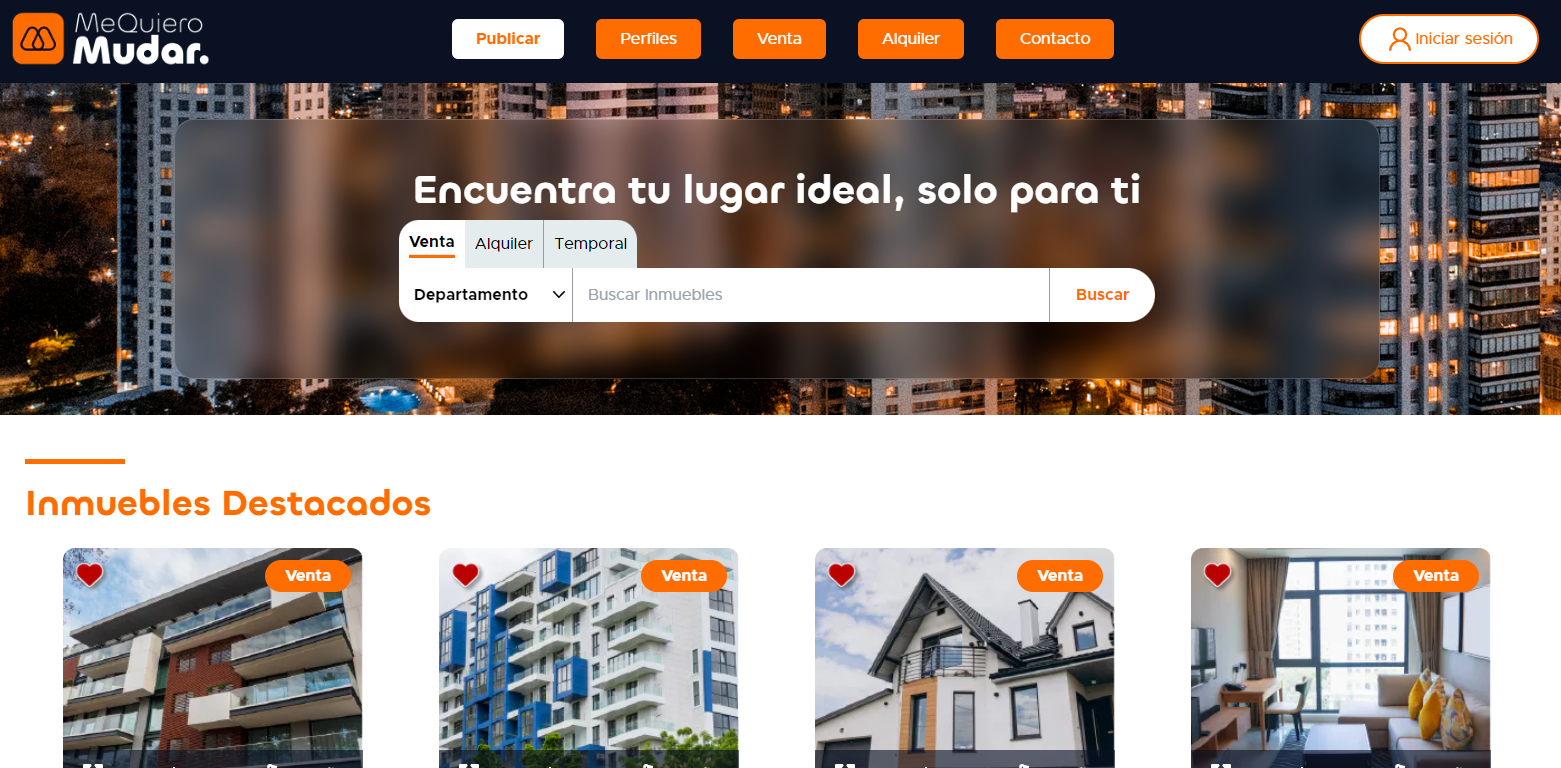 MeQuiero
Mudar.
Publicar
Perfiles
Venta
Alquiler
Contacto
Iniciar sesión
Encuentra tu lugar ideal, solo para ti
Venta
Alquiler
Temporal
Departamento
Buscar Inmuebles
Buscar
Inmuebles Destacados
Venta
Venta
Venta
Venta